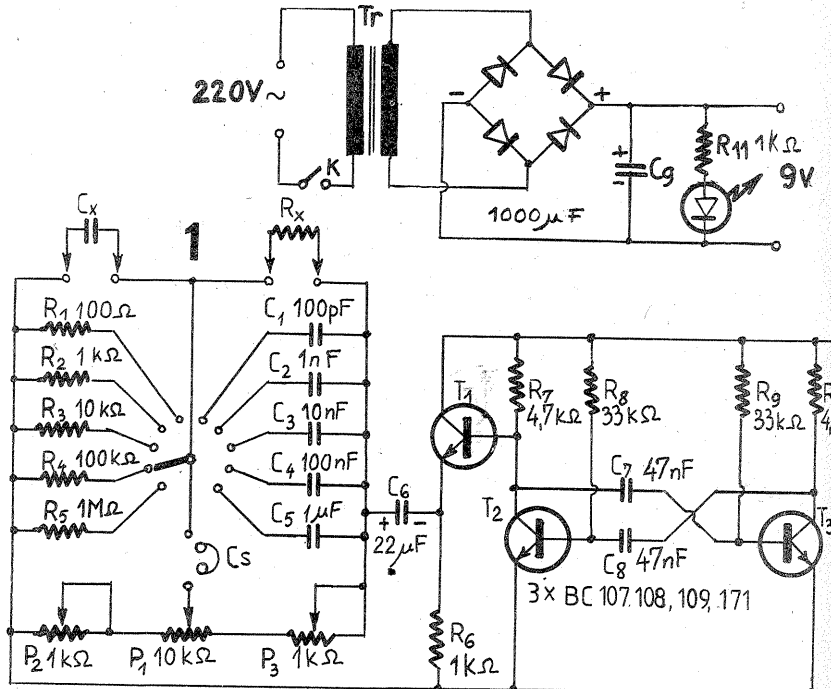 Tr
220V~
K
-
+
+
-
C9
1000µF
R11 1kΩ
9V
Cx
1
Rx
R1 100Ω
R2 1kΩ
R3 10kΩ
R4 100kΩ
R5 1MΩ
C1 100pF
C2 1nF
C3 10nF
C4 100nF
C5 1µF
Cs
P2 1kΩ
P1 10kΩ
P3 1kΩ
C6
+ -
22µF
T1
R6
1kΩ
R7
4,7kΩ
R8
33kΩ
R9
33kΩ
R
4,
C7 47nF
C8 47nF
T2
T3
3x BC 107.108, 109, 171